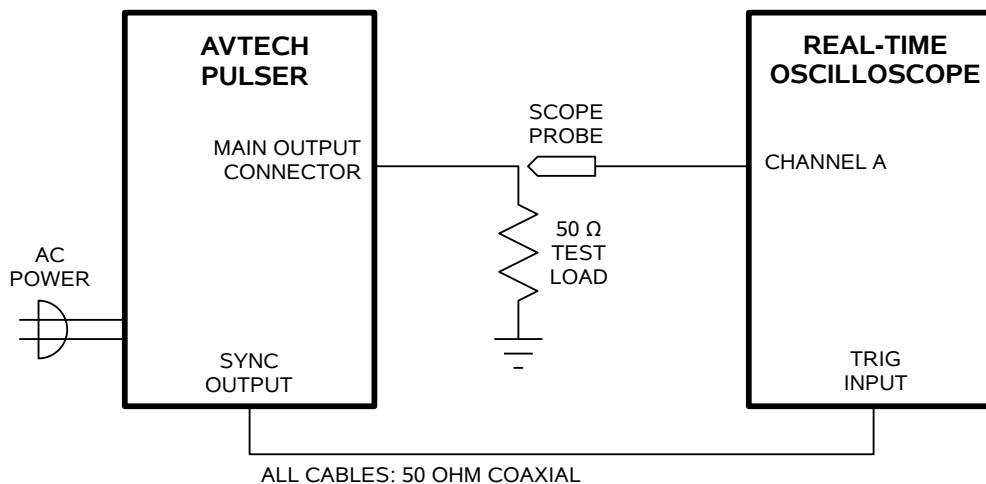 AVTECH
PULSER
MAIN OUTPUT
CONNECTOR
AC
POWER
SYNC
OUTPUT
SCOPE
PROBE
50 Ω
TEST
LOAD
REAL-TIME
OSCILLOSCOPE
CHANNEL A
TRIG
INPUT
ALL CABLES: 50 OHM COAXIAL